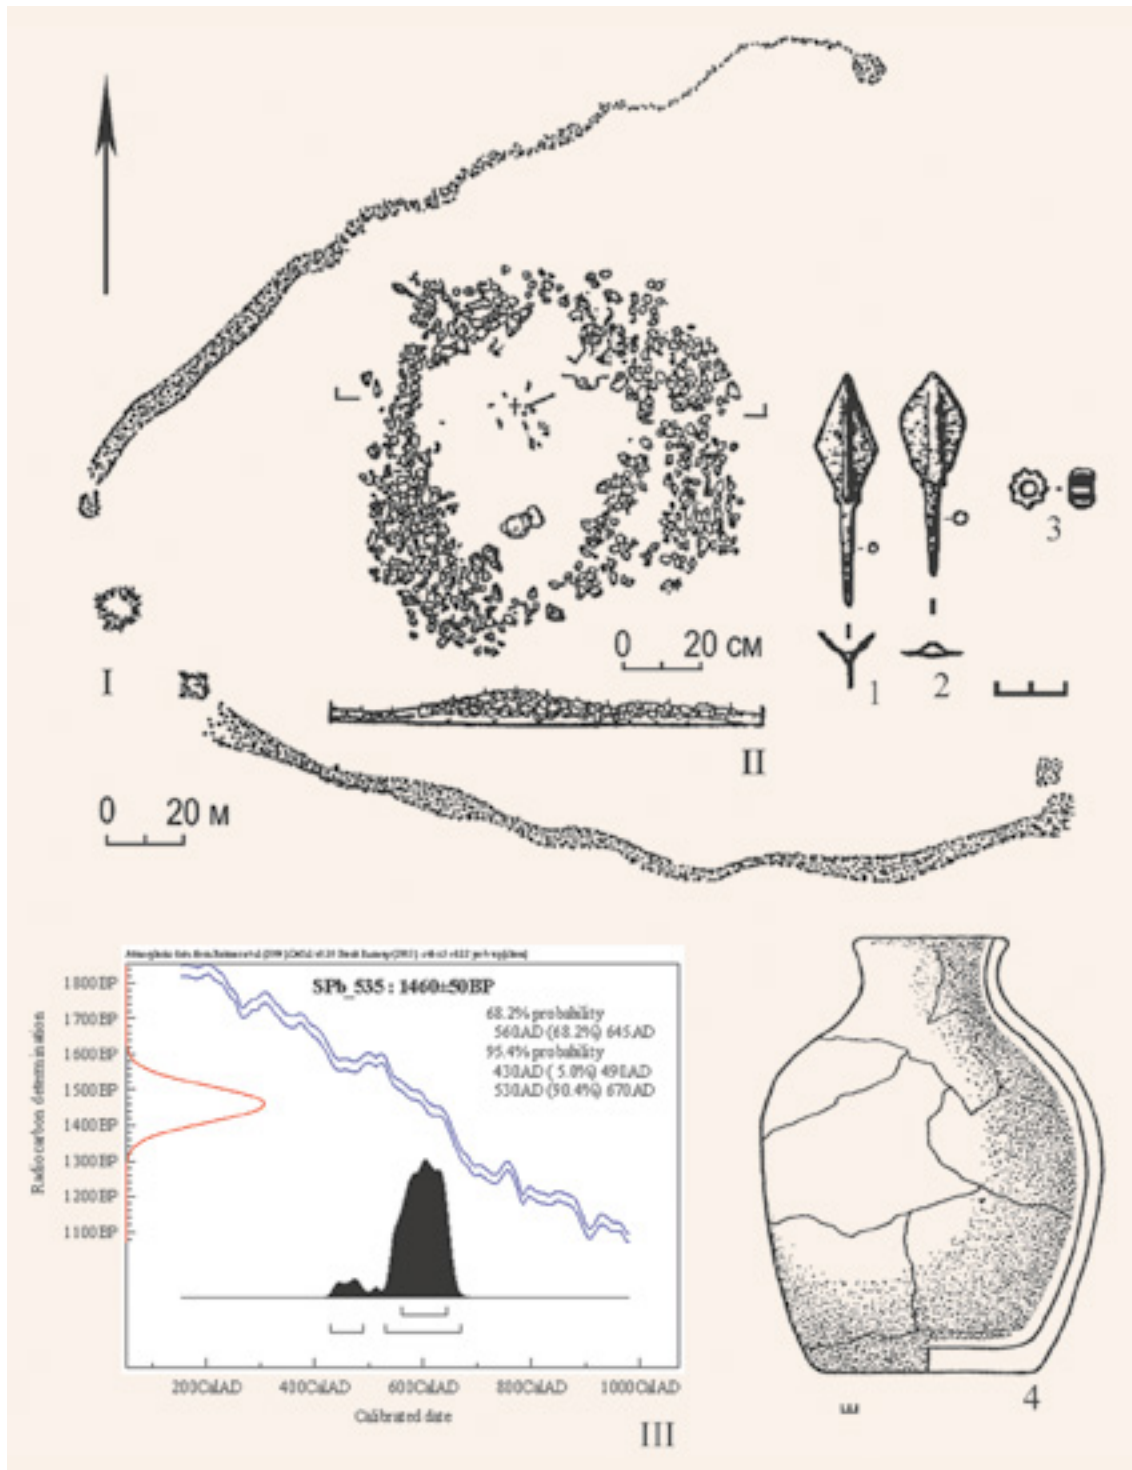 0 20 СМ
1
2
3
I
II
0 20 М
SPb_535 : 1460±50BP
68.2% probability
560AD (68.2%) 645AD
95.4% probability
430AD ( 5.0%) 490AD
530AD (90.4%) 670AD
Radiocarbon determination
1800BP
1700BP
1600BP
1500BP
1400BP
1300BP
1200BP
1100BP
200CalAD 400CalAD 600CalAD 800CalAD 1000CalAD
Calibrated date
III
4